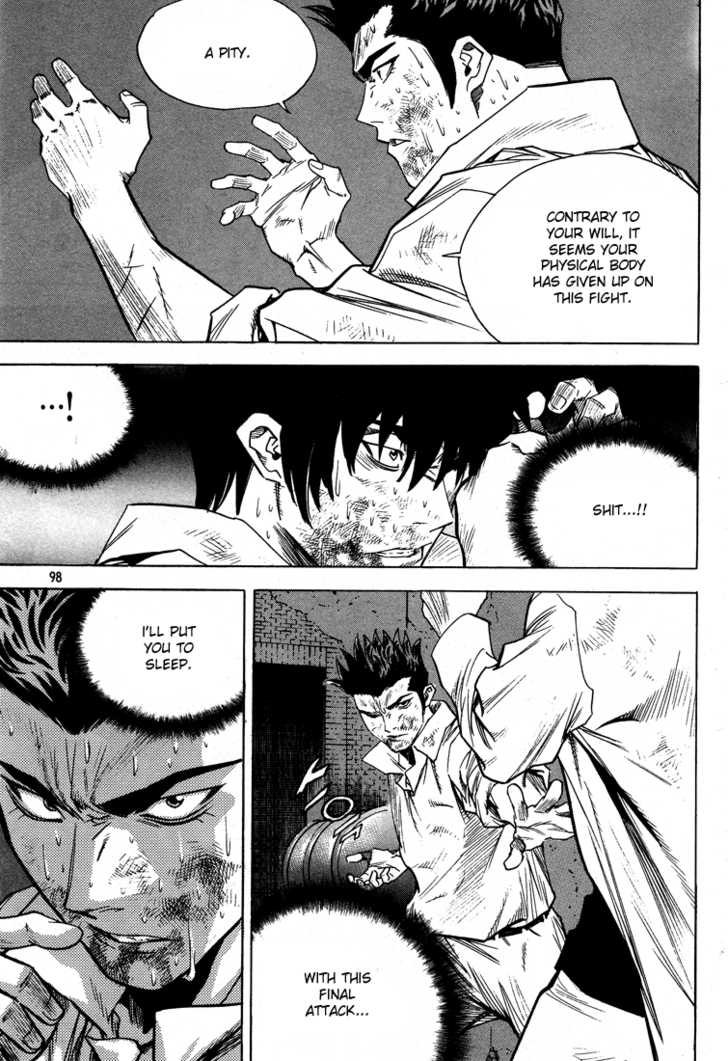 A PITY.
CONTRARY TO
YOUR WILL, IT
SEEMS YOUR
PHYSICAL BODY
HAS GIVEN UP ON
THIS FIGHT.
...!
SHIT...!!
98
I'LL PUT
YOU TO
SLEEP.
WITH THIS
FINAL
ATTACK...